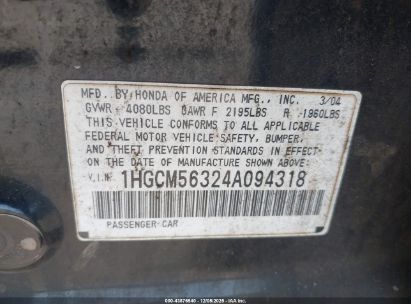 MFD. BY HONDA OF AMERICA MFG., INC. 3/04
GVWR 4080LBS GAWR F 2195LBS R 1960LBS
THIS VEHICLE CONFORMS TO ALL APPLICABLE
FEDERAL MOTOR VEHICLE SAFETY, BUMPER,
AND THEFT PREVENTION STANDARDS IN EFFECT
ON THE DATE OF MANUFACTURE SHOWN ABOVE.
V.I.N. 1HGCM56324A094318
PASSENGER CAR